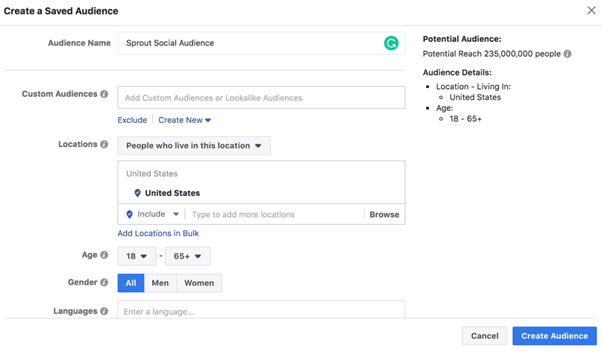 Create a Saved Audience
Audience Name
Sprout Social Audience
Custom Audiences
Add Custom Audiences or Lookalike Audiences
Exclude
Create New
Locations
People who live in this location
United States
United States
Include
Type to add more locations
Browse
Add Locations in Bulk
Age
18 - 65+
Gender
All Men Women
Languages
Enter a language...
Potential Audience:
Potential Reach 235,000,000 people
Audience Details:
Location - Living In:
United States
Age:
18 - 65+
Cancel
Create Audience